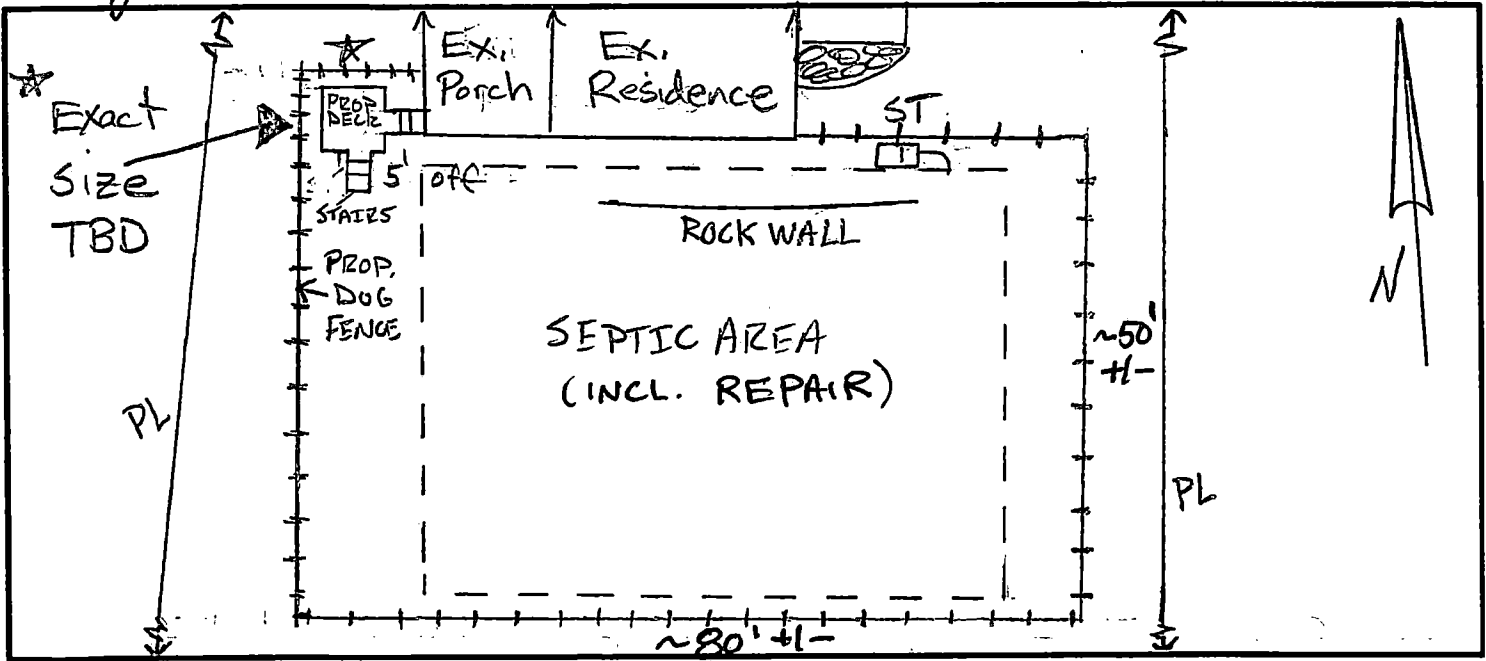 Exact
Size
TBD
PROP
DECK
Ex.
Porch
Ex.
Residence
ST
5' off
STAIRS
ROCK WALL
PROP.
DOG
FENCE
SEPTIC AREA
(INCL. REPAIR)
~50'
+/-
PL
PL
N
~80' +/-